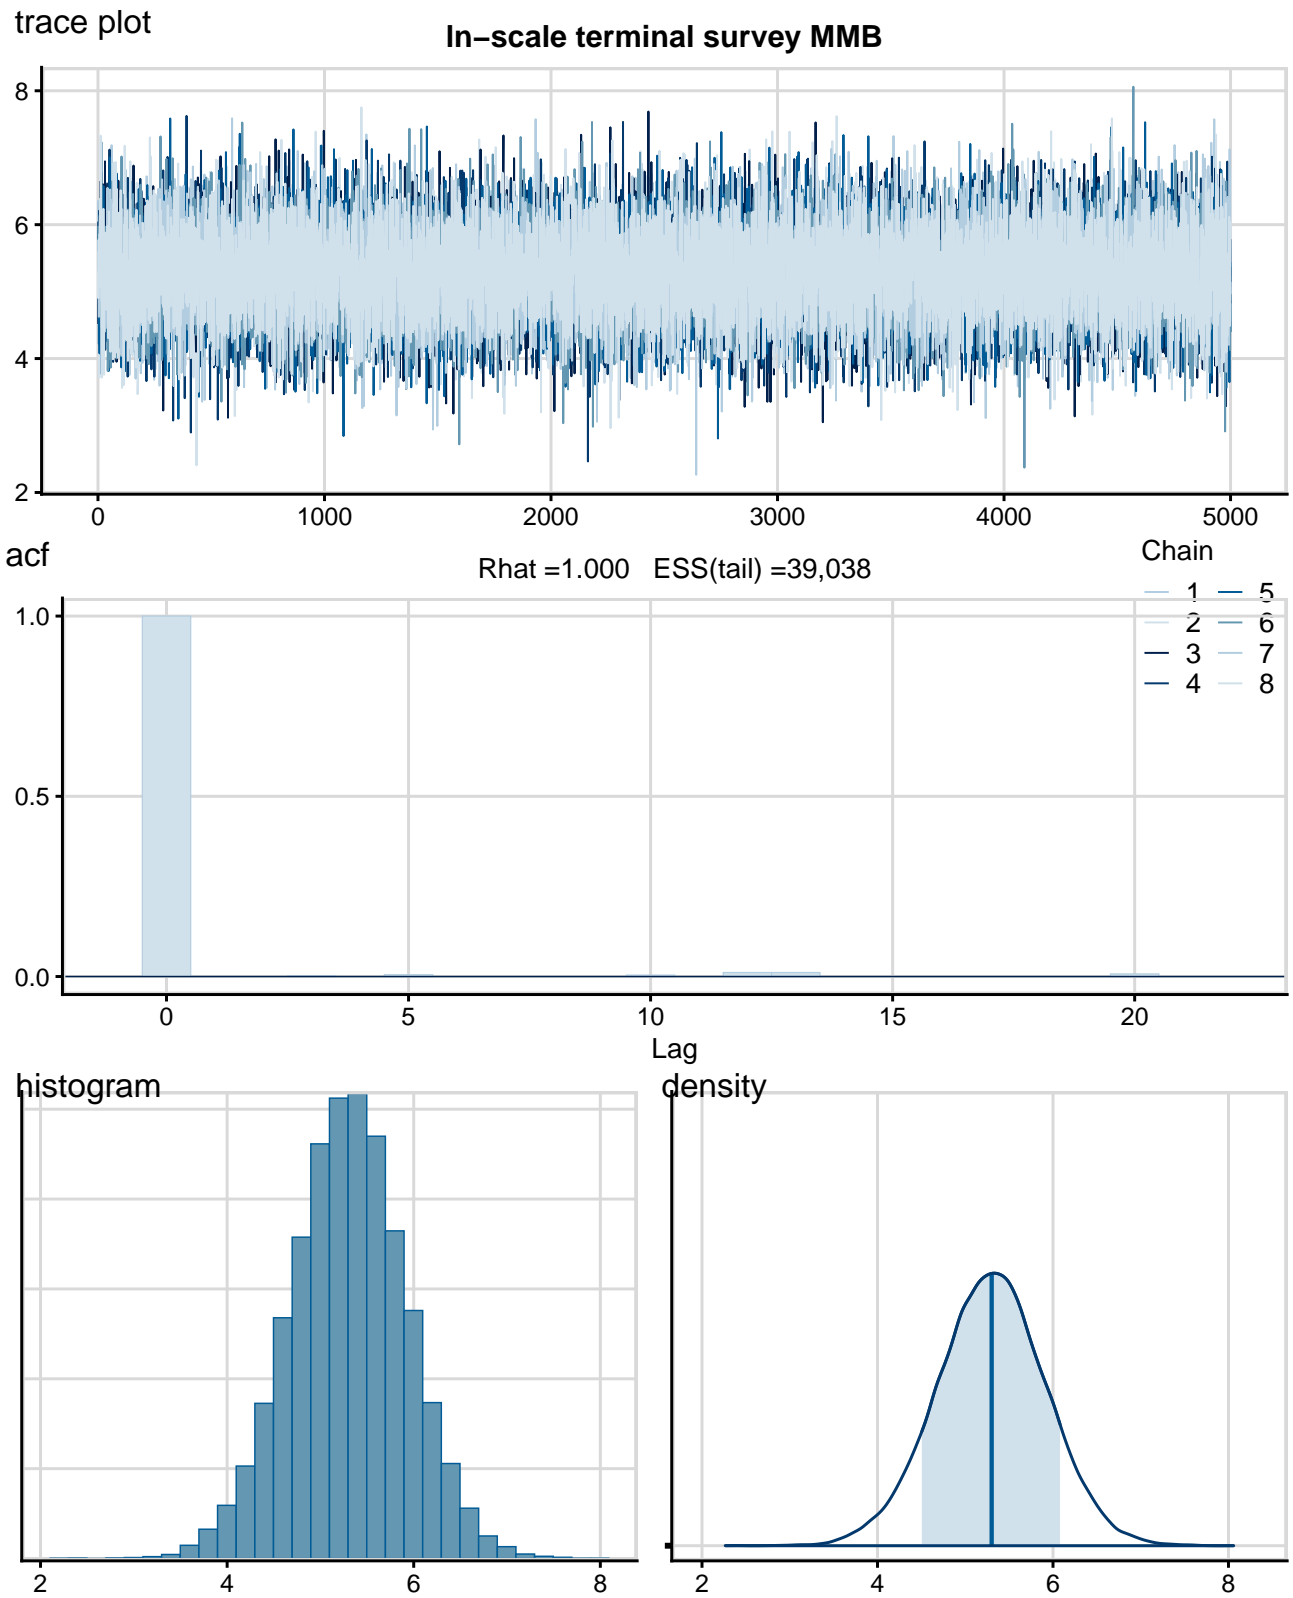 trace plot
ln−scale terminal survey MMB
8
6
4
2
0 1000 2000 3000 4000 5000
acf
Rhat =1.000 ESS(tail) =39,038
Chain
1 5
2 6
3 7
4 8
1.0
0.5
0.0
0 5 10 15 20
Lag
histogram
2 4 6 8
density
2 4 6 8